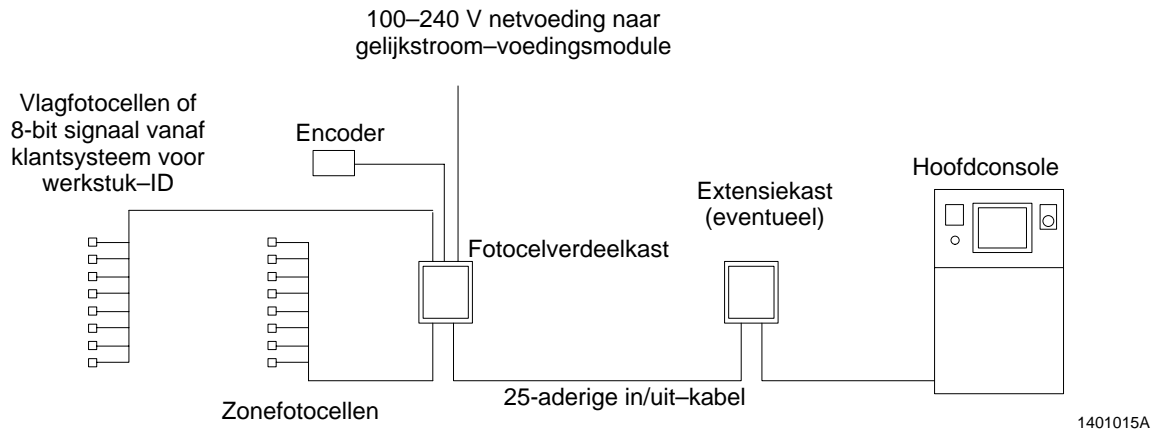 100–240 V netvoeding naar
gelijkstroom–voedingsmodule
Vlagfotocellen of
8-bit signaal vanaf
klantsysteem voor
werkstuk–ID
Encoder
Hoofdconsole
Extensiekast
(eventueel)
Fotocelverdeelkast
25-aderige in/uit–kabel
Zonefotocellen
1401015A